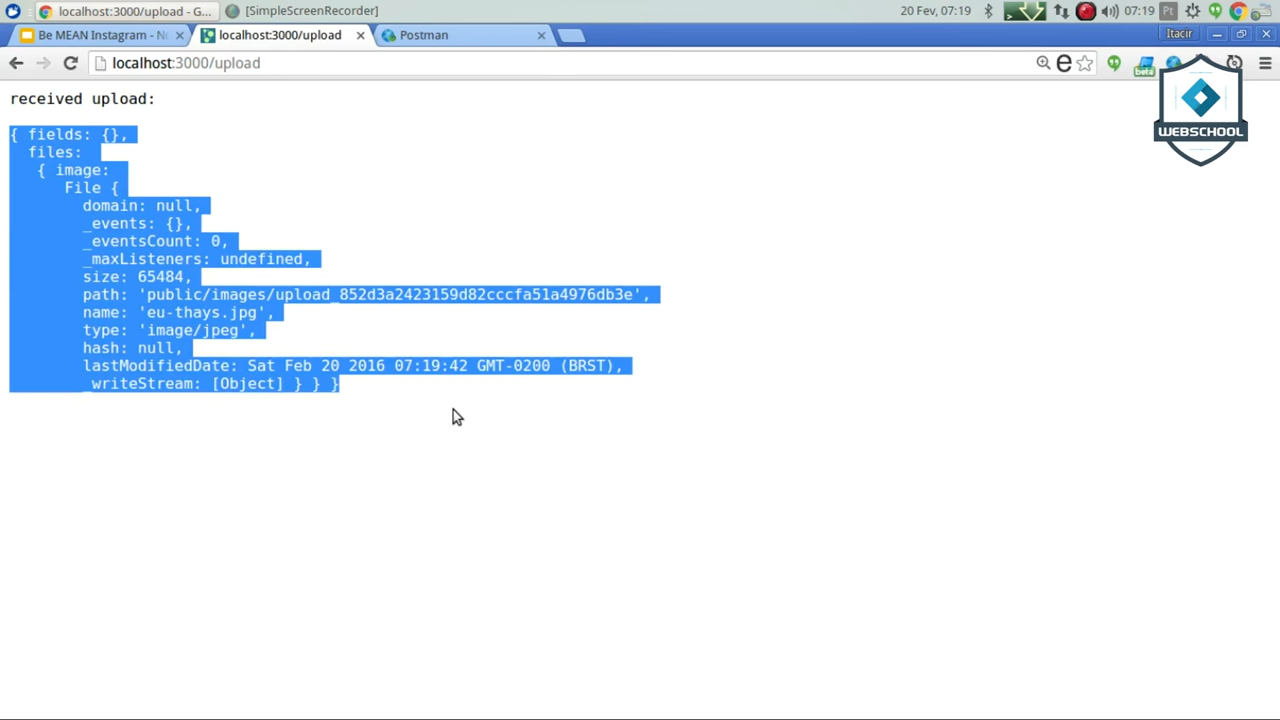 localhost:3000/upload - G...
[SimpleScreenRecorder]
20 Fev, 07:19
07:19
Pt
Be MEAN Instagram - N
localhost:3000/upload
Postman
Itacir
localhost:3000/upload
beta
WEBSCHOOL
received upload:
{ fields: {},
files:
{ image:
File {
domain: null,
_events: {},
_eventsCount: 0,
_maxListeners: undefined,
size: 65484,
path: 'public/images/upload_852d3a2423159d82cccfa51a4976db3e',
name: 'eu-thays.jpg',
type: 'image/jpeg',
hash: null,
lastModifiedDate: Sat Feb 20 2016 07:19:42 GMT-0200 (BRST),
_writeStream: [Object] } } }